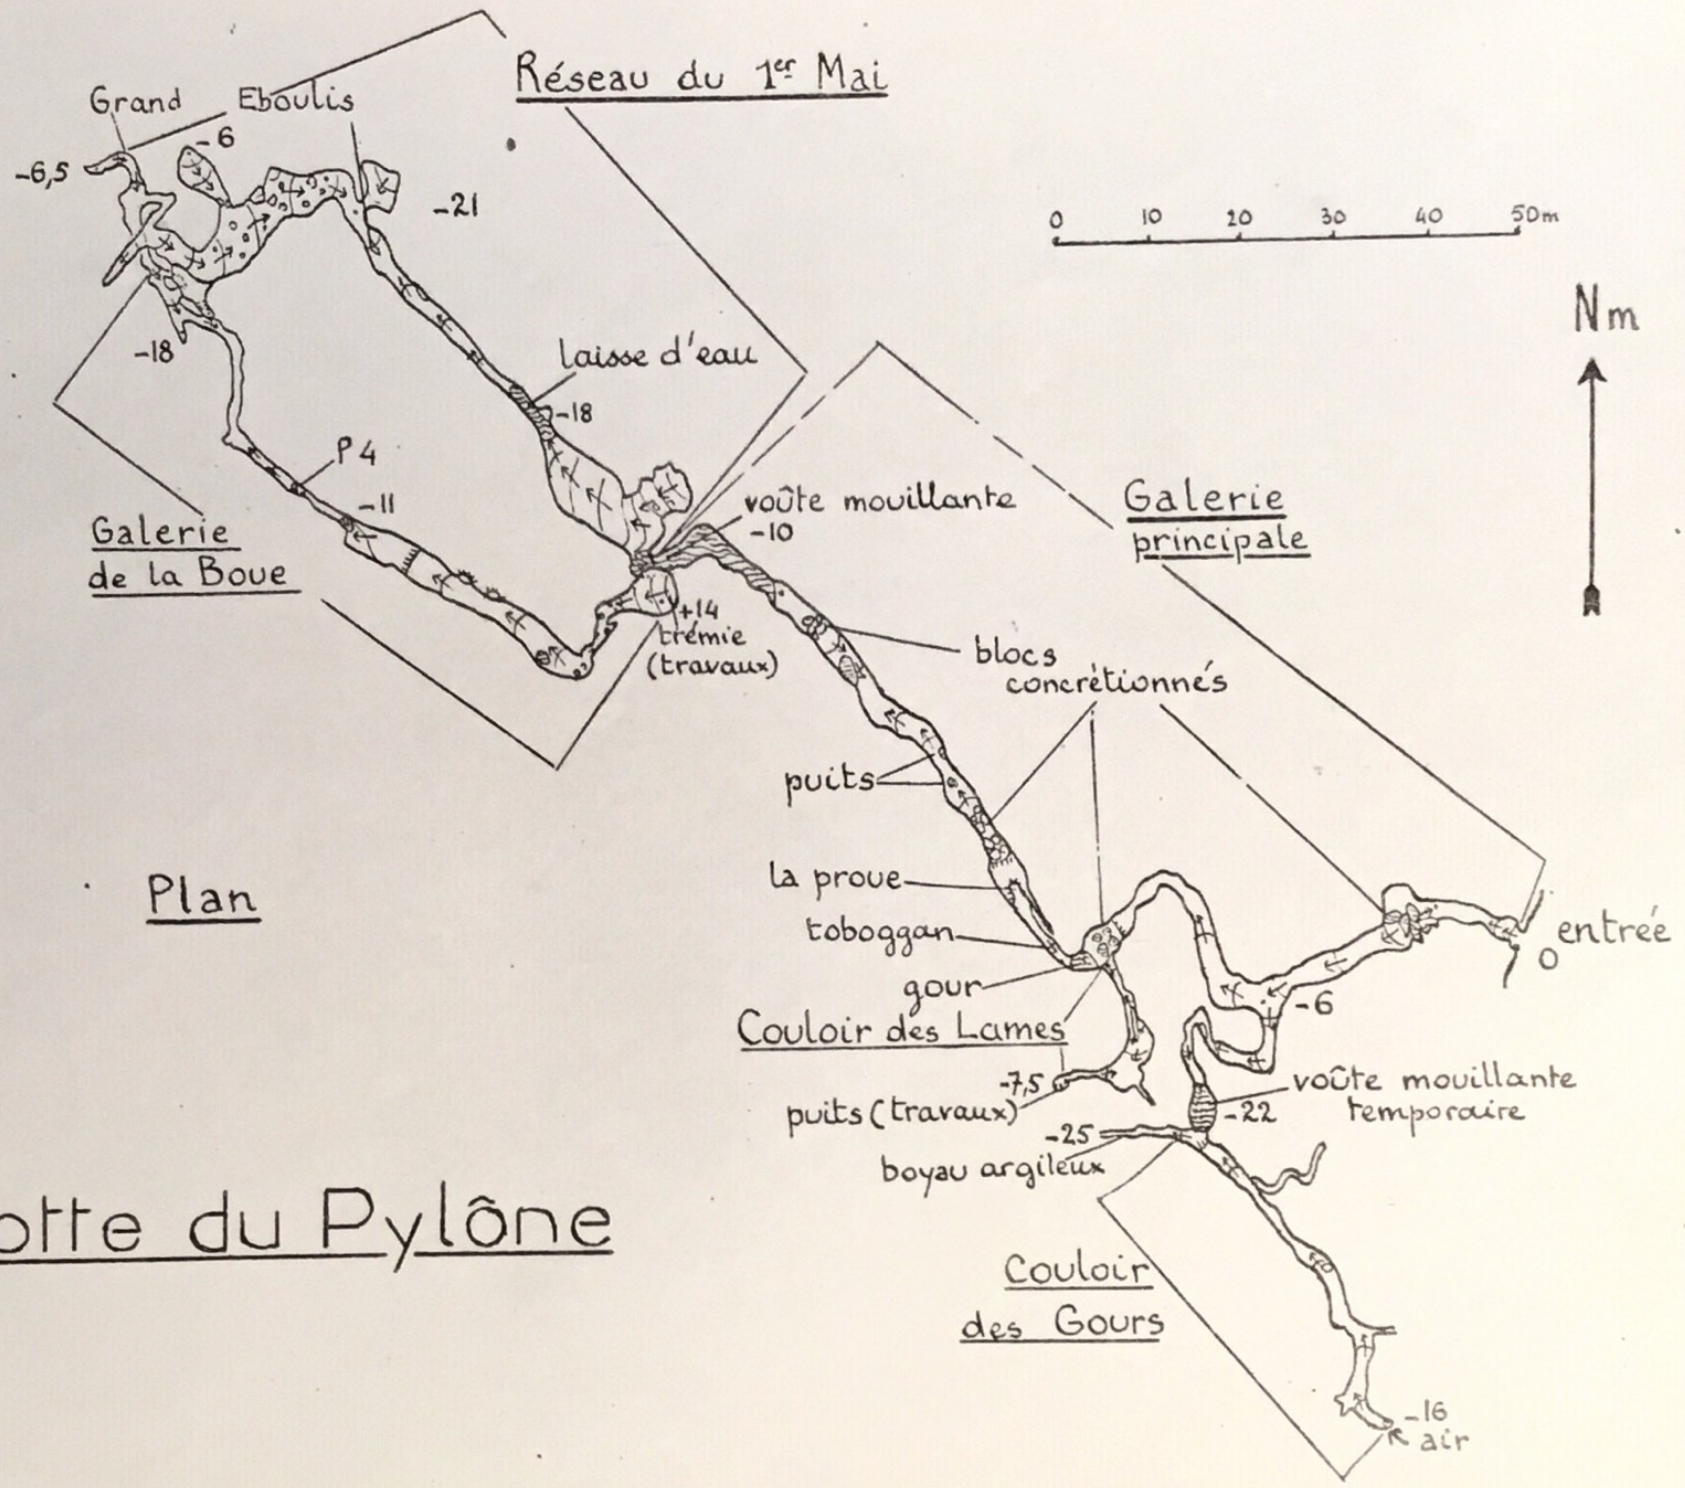 Réseau du 1er Mai
Grand Eboulis
-6
-6,5
-21
0 10 20 30 40 50m
Nm
-18
laisse d'eau
-18
P 4
-11
voûte mouillante
-10
Galerie
principale
Galerie
de la Boue
+14
trémie
(travaux)
blocs
concrétionnés
puits
la proue
toboggan
gour
entrée
0
-6
Plan
Couloir des Lames
-7,5
puits (travaux)
voûte mouillante
temporaire
-22
-25
boyau argileux
otte du Pylône
Couloir
des Gours
-16
air